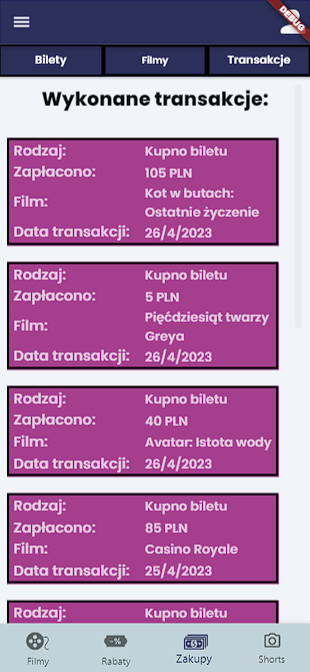 DEBUG
Bilety Filmy Transakcje
Wykonane transakcje:
Rodzaj: Kupno biletu
Zapłacono: 105 PLN
Film: Kot w butach:
Ostatnie życzenie
Data transakcji: 26/4/2023
Rodzaj: Kupno biletu
Zapłacono: 5 PLN
Film: Pięćdziesiąt twarzy
Greya
Data transakcji: 26/4/2023
Rodzaj: Kupno biletu
Zapłacono: 40 PLN
Film: Avatar: Istota wody
Data transakcji: 26/4/2023
Rodzaj: Kupno biletu
Zapłacono: 85 PLN
Film: Casino Royale
Data transakcji: 25/4/2023
Rodzaj: Kupno biletu
Filmy Rabaty Zakupy Shorts